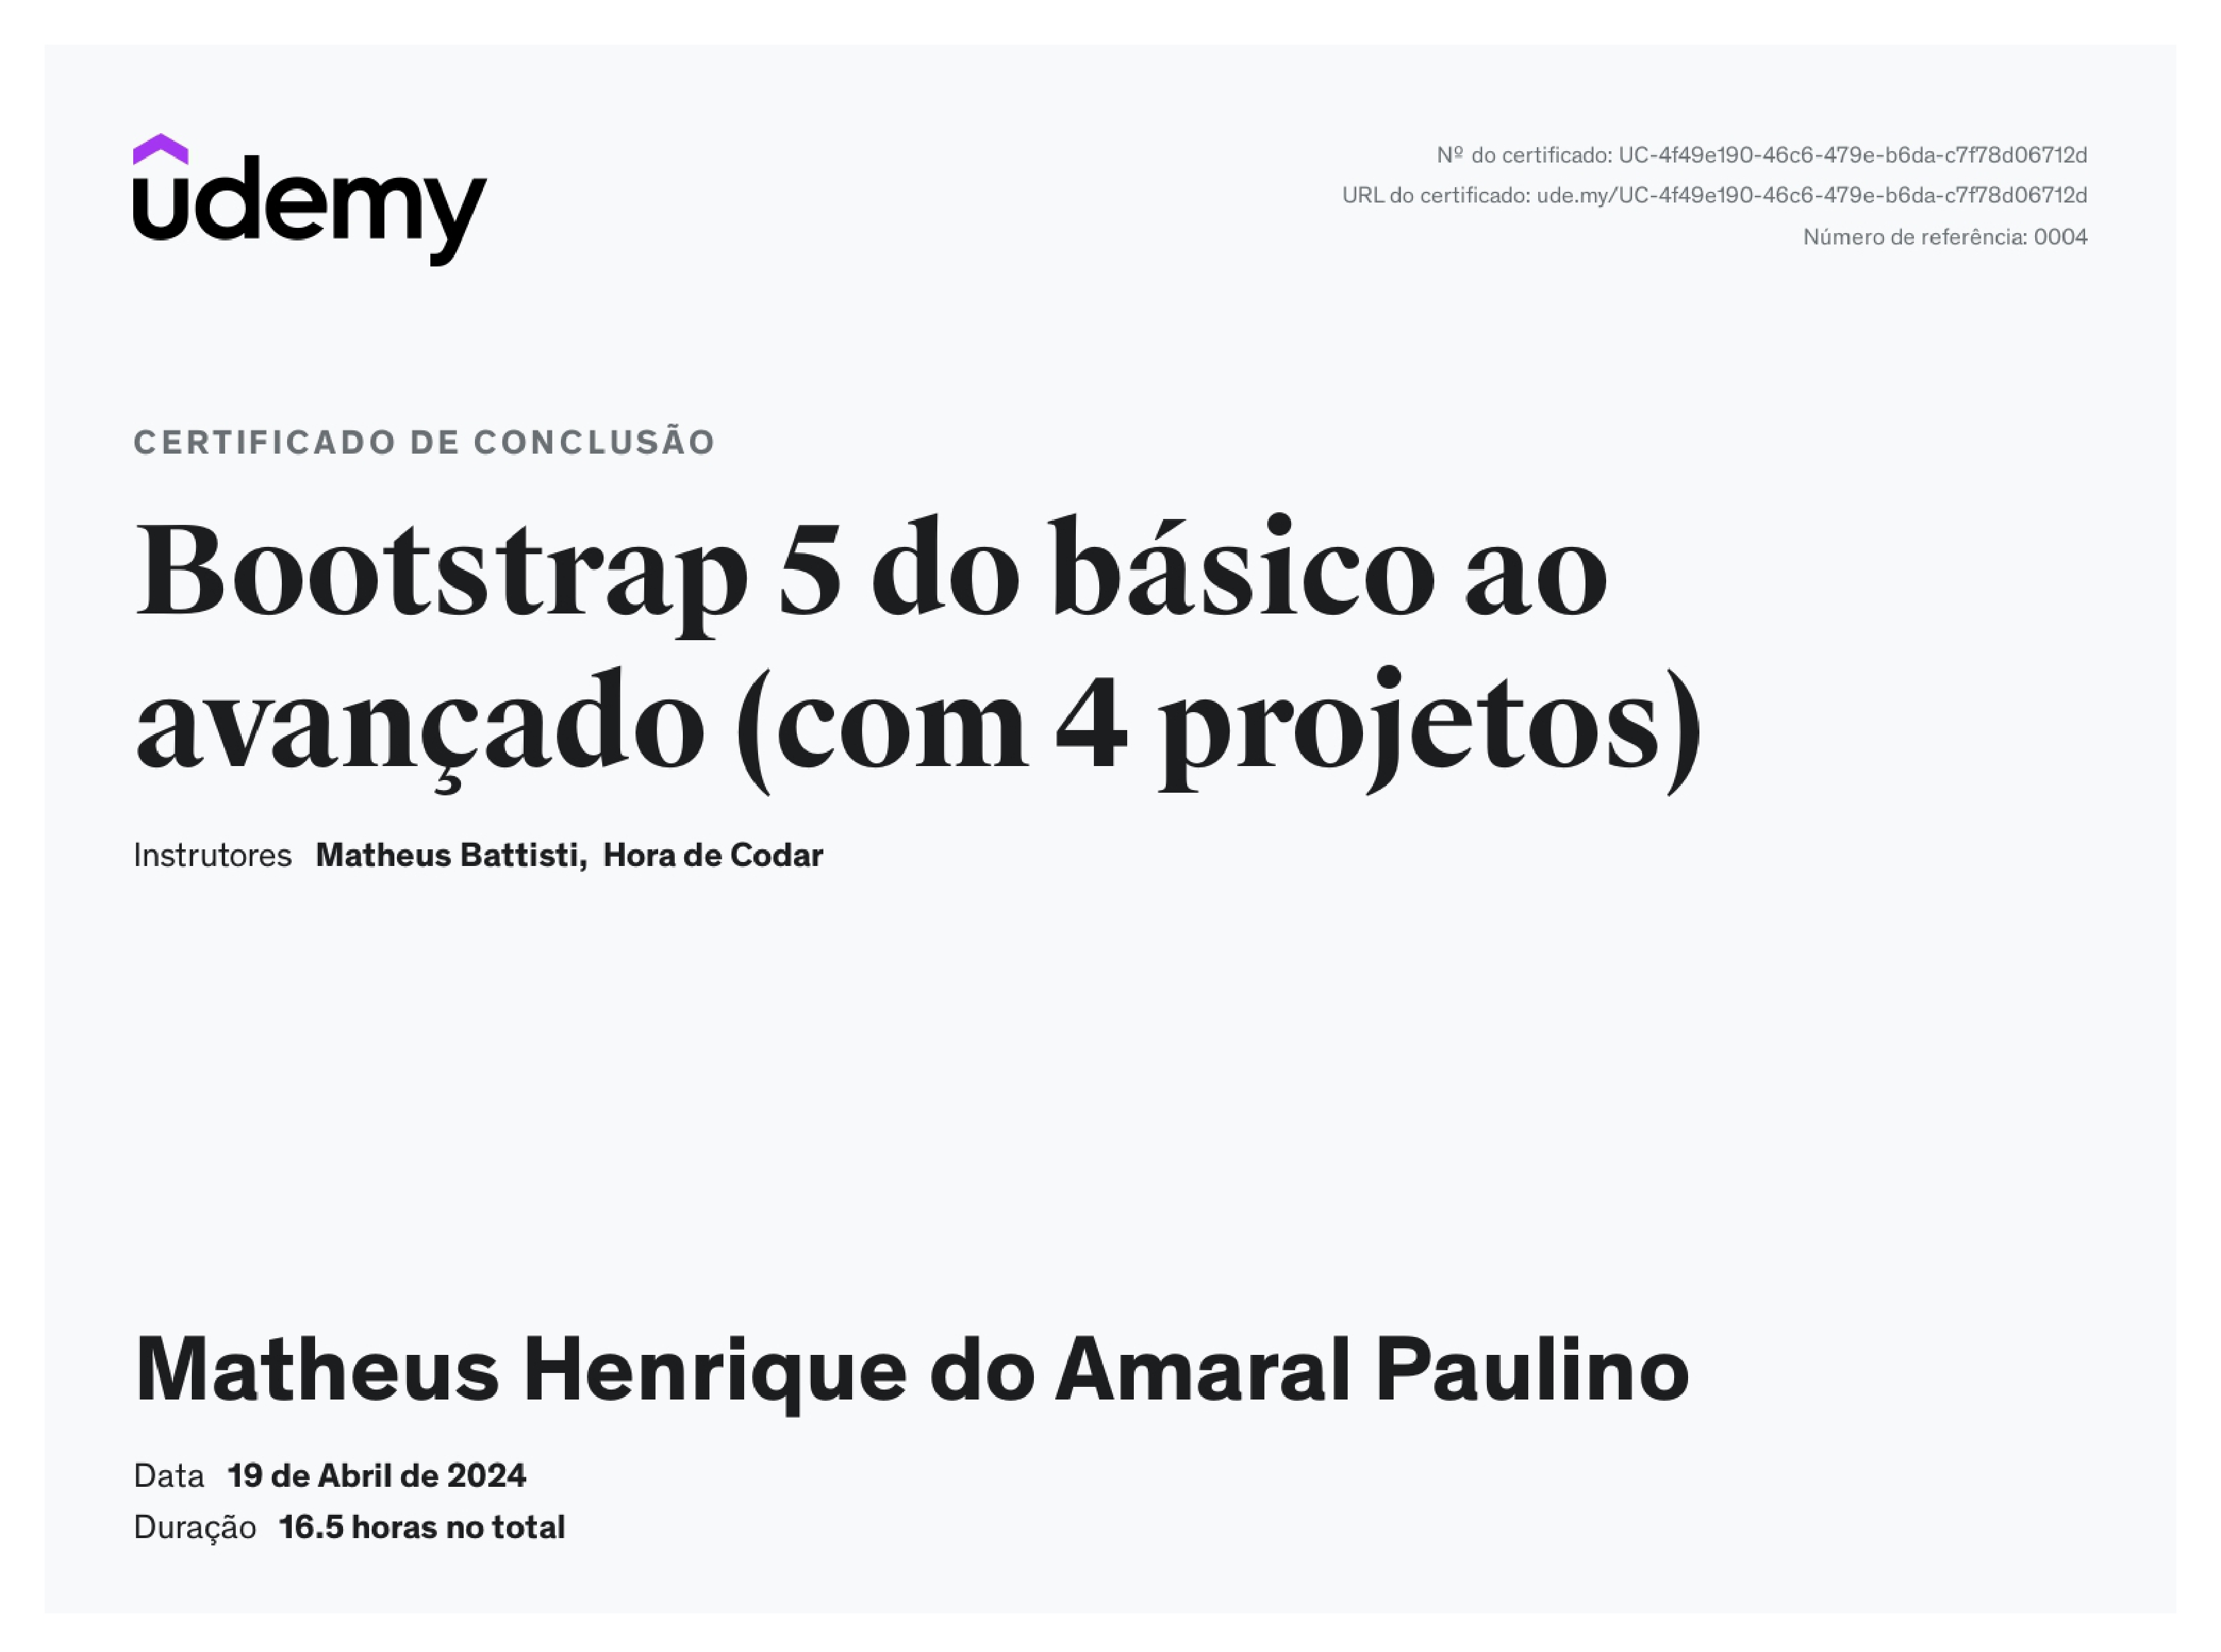 udemy
Nº do certificado: UC-4f49e190-46c6-479e-b6da-c7f78d06712d
URL do certificado: ude.my/UC-4f49e190-46c6-479e-b6da-c7f78d06712d
Número de referência: 0004
CERTIFICADO DE CONCLUSÃO
Bootstrap 5 do básico ao
avançado (com 4 projetos)
Instrutores Matheus Battisti, Hora de Codar
Matheus Henrique do Amaral Paulino
Data 19 de Abril de 2024
Duração 16.5 horas no total